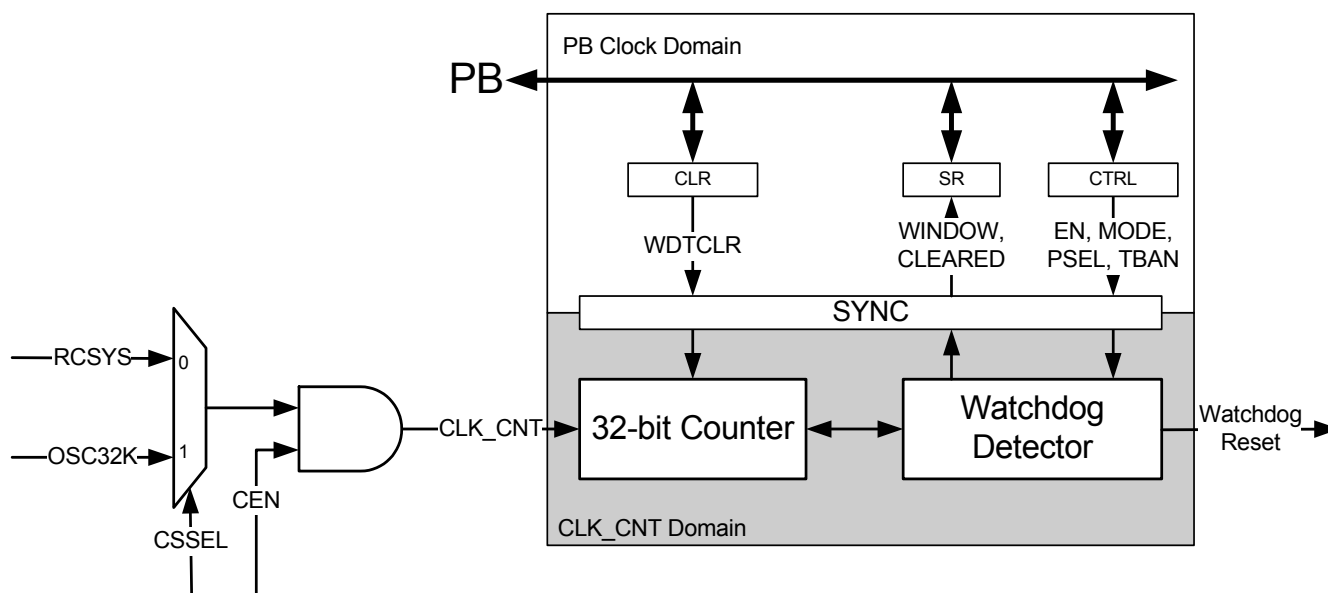 PB Clock Domain
PB
CLR
SR
CTRL
WDTCLR
WINDOW,
CLEARED
EN, MODE,
PSEL, TBAN
SYNC
RCSYS
0
OSC32K
1
CSSEL
CEN
CLK_CNT
32-bit Counter
Watchdog
Detector
Watchdog
Reset
CLK_CNT Domain